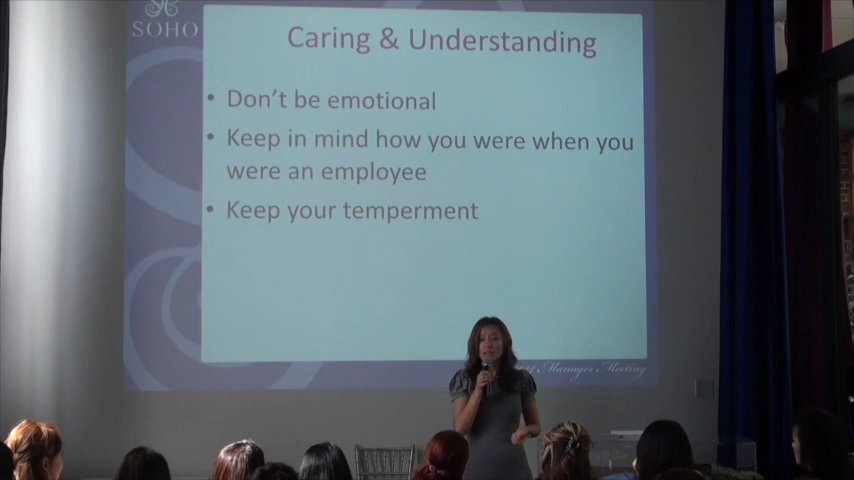 SOHO
Caring & Understanding
• Don't be emotional
• Keep in mind how you were when you
were an employee
• Keep your temperment
Manager Meeting